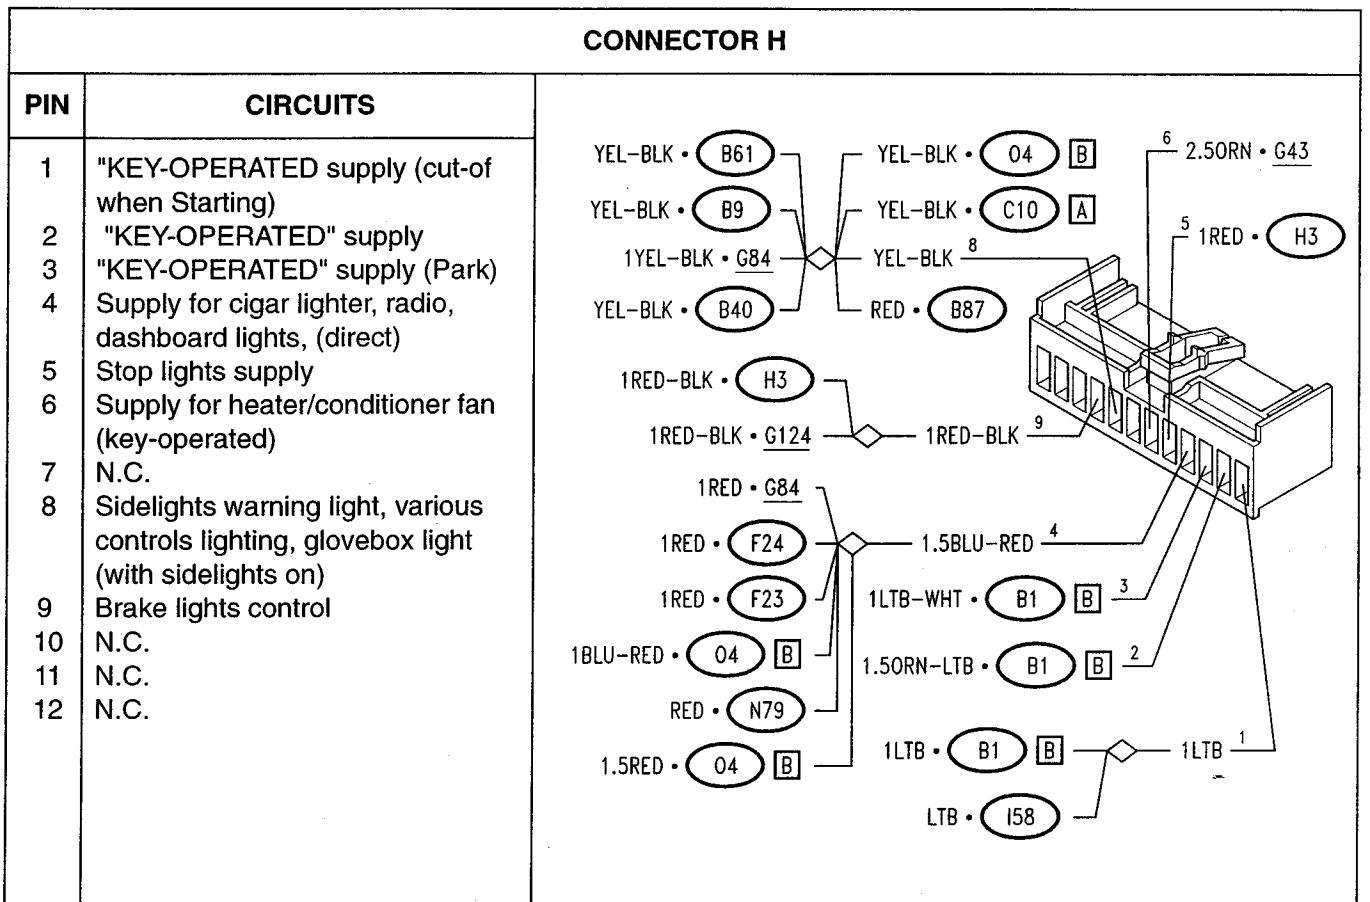 CONNECTOR H
PIN CIRCUITS
1 "KEY-OPERATED supply (cut-of
when Starting)
2 "KEY-OPERATED" supply
3 "KEY-OPERATED" supply (Park)
4 Supply for cigar lighter, radio,
dashboard lights, (direct)
5 Stop lights supply
6 Supply for heater/conditioner fan
(key-operated)
7 N.C.
8 Sidelights warning light, various
controls lighting, glovebox light
(with sidelights on)
9 Brake lights control
10 N.C.
11 N.C.
12 N.C.
YEL-BLK • B61
YEL-BLK • B9
1YEL-BLK • G84
YEL-BLK • B40
YEL-BLK • 04 B
YEL-BLK • C10 A
YEL-BLK 8
RED • B87
6 2.5ORN • G43
5 1RED • H3
1RED-BLK • H3
1RED-BLK • G124
1RED-BLK 9
1RED • G84
1RED • F24
1RED • F23
1BLU-RED • 04 B
RED • N79
1.5RED • 04 B
1.5BLU-RED 4
1LTB-WHT • B1 B 3
1.5ORN-LTB • B1 B 2
1LTB • B1 B
1LTB 1
LTB • I58